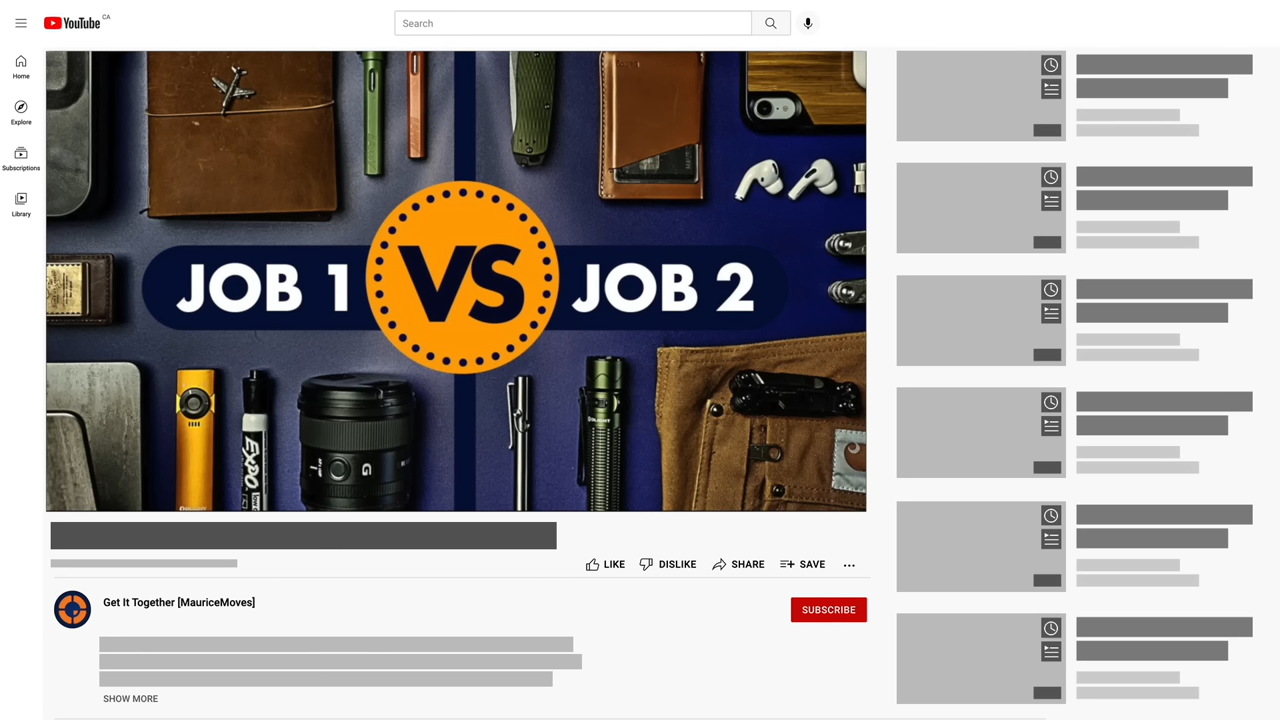 YouTube CA
Search
Home
Explore
Subscriptions
Library
JOB 1 VS JOB 2
EXPO
G
OLIGHT
LIKE
DISLIKE
SHARE
SAVE
Get It Together [MauriceMoves]
SUBSCRIBE
SHOW MORE